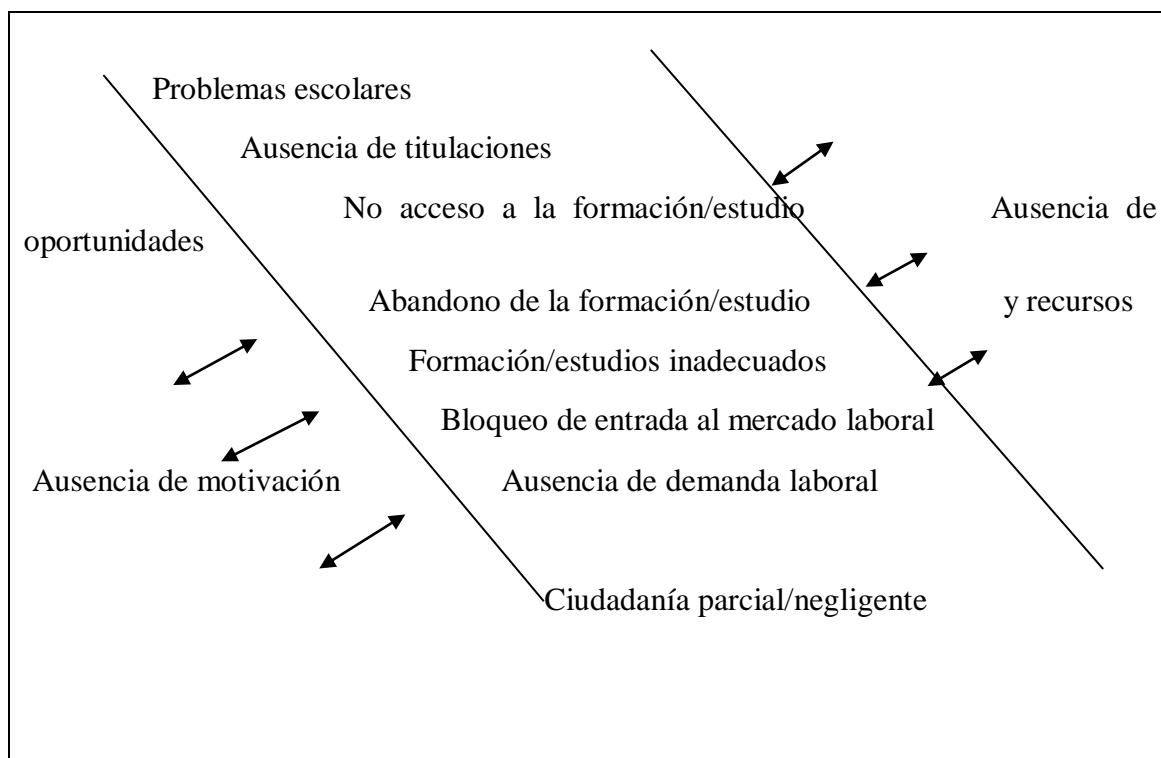 Problemas escolares
Ausencia de titulaciones
No acceso a la formación/estudio Ausencia de
oportunidades
Abandono de la formación/estudio y recursos
Formación/estudios inadecuados
Bloqueo de entrada al mercado laboral
Ausencia de motivación Ausencia de demanda laboral
Ciudadanía parcial/negligente